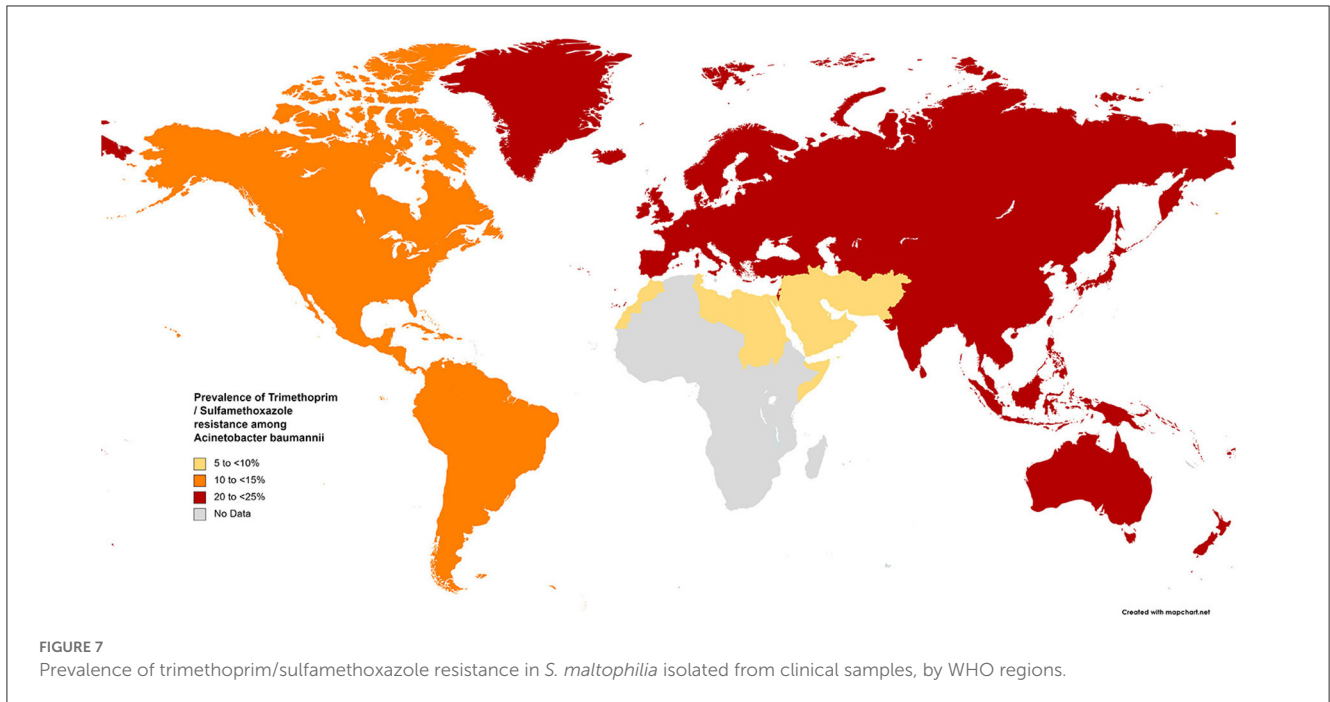 Prevalence of Trimethoprim
/ Sulfamethoxazole
resistance among
Acinetobacter baumannii
5 to <10%
10 to <15%
20 to <25%
No Data
Created with mapchart.net
FIGURE 7
Prevalence of trimethoprim/sulfamethoxazole resistance in S. maltophilia isolated from clinical samples, by WHO regions.